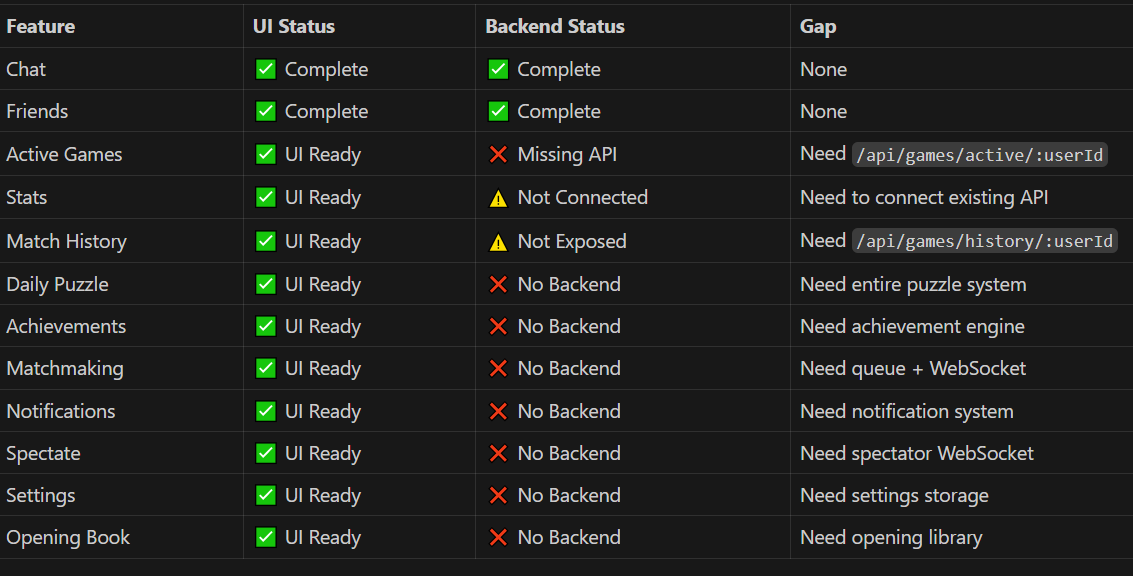 Feature UI Status Backend Status Gap
Chat ✅ Complete ✅ Complete None
Friends ✅ Complete ✅ Complete None
Active Games ✅ UI Ready ❌ Missing API Need /api/games/active/:userId
Stats ✅ UI Ready ⚠️ Not Connected Need to connect existing API
Match History ✅ UI Ready ⚠️ Not Exposed Need /api/games/history/:userId
Daily Puzzle ✅ UI Ready ❌ No Backend Need entire puzzle system
Achievements ✅ UI Ready ❌ No Backend Need achievement engine
Matchmaking ✅ UI Ready ❌ No Backend Need queue + WebSocket
Notifications ✅ UI Ready ❌ No Backend Need notification system
Spectate ✅ UI Ready ❌ No Backend Need spectator WebSocket
Settings ✅ UI Ready ❌ No Backend Need settings storage
Opening Book ✅ UI Ready ❌ No Backend Need opening library